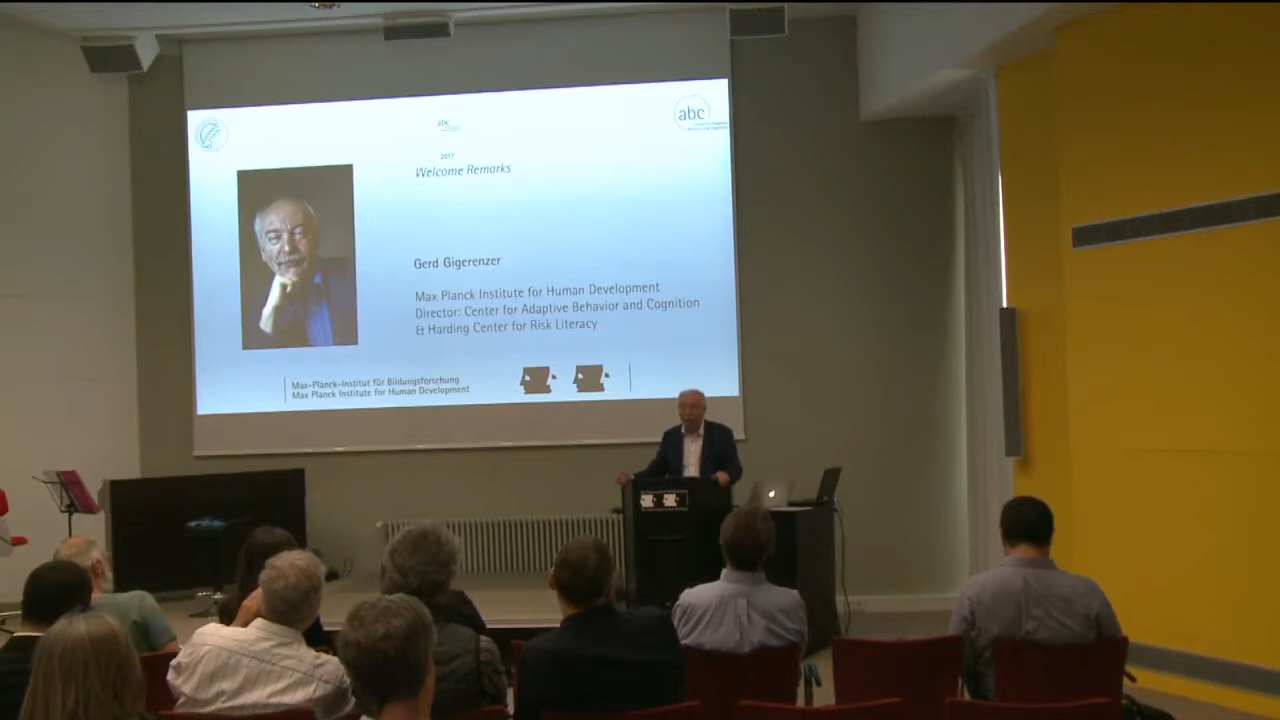 abc
abc
2017
Welcome Remarks
Gerd Gigerenzer
Max Planck Institute for Human Development
Director: Center for Adaptive Behavior and Cognition
& Harding Center for Risk Literacy
Max-Planck-Institut für Bildungsforschung
Max Planck Institute for Human Development